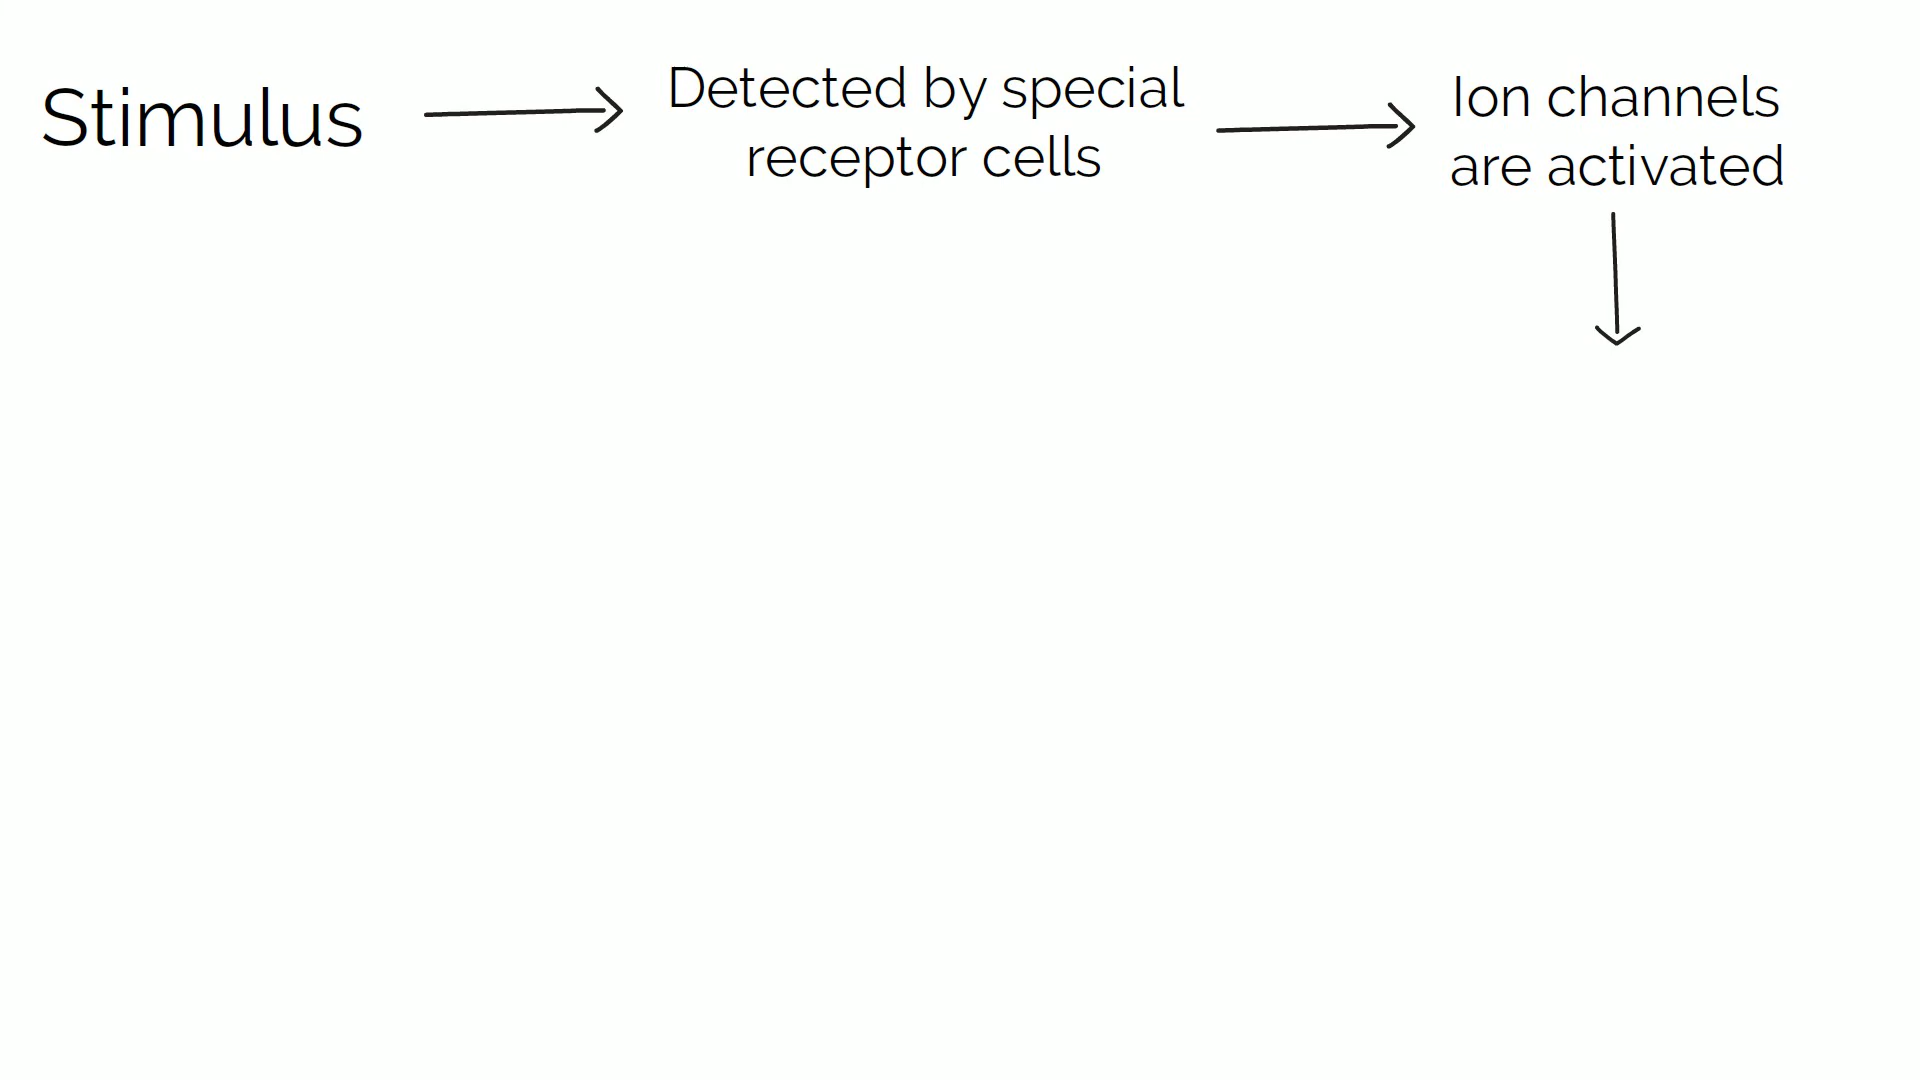 Stimulus
Detected by special
receptor cells
Ion channels
are activated